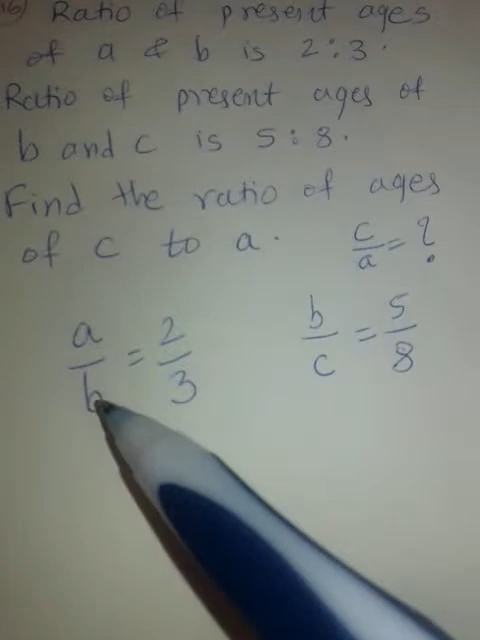 16) Ratio of present ages
of a & b is 2:3.
Ratio of present ages of
b and c is 5:8.
Find the ratio of ages
of c to a. c/a = ?
a/b = 2/3 b/c = 5/8